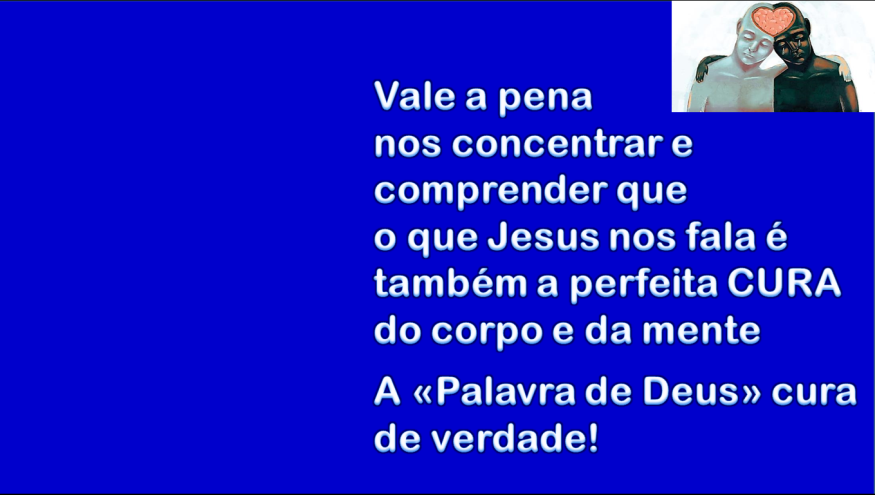 Vale a pena
nos concentrar e
comprender que
o que Jesus nos fala é
também a perfeita CURA
do corpo e da mente
A «Palavra de Deus» cura
de verdade!